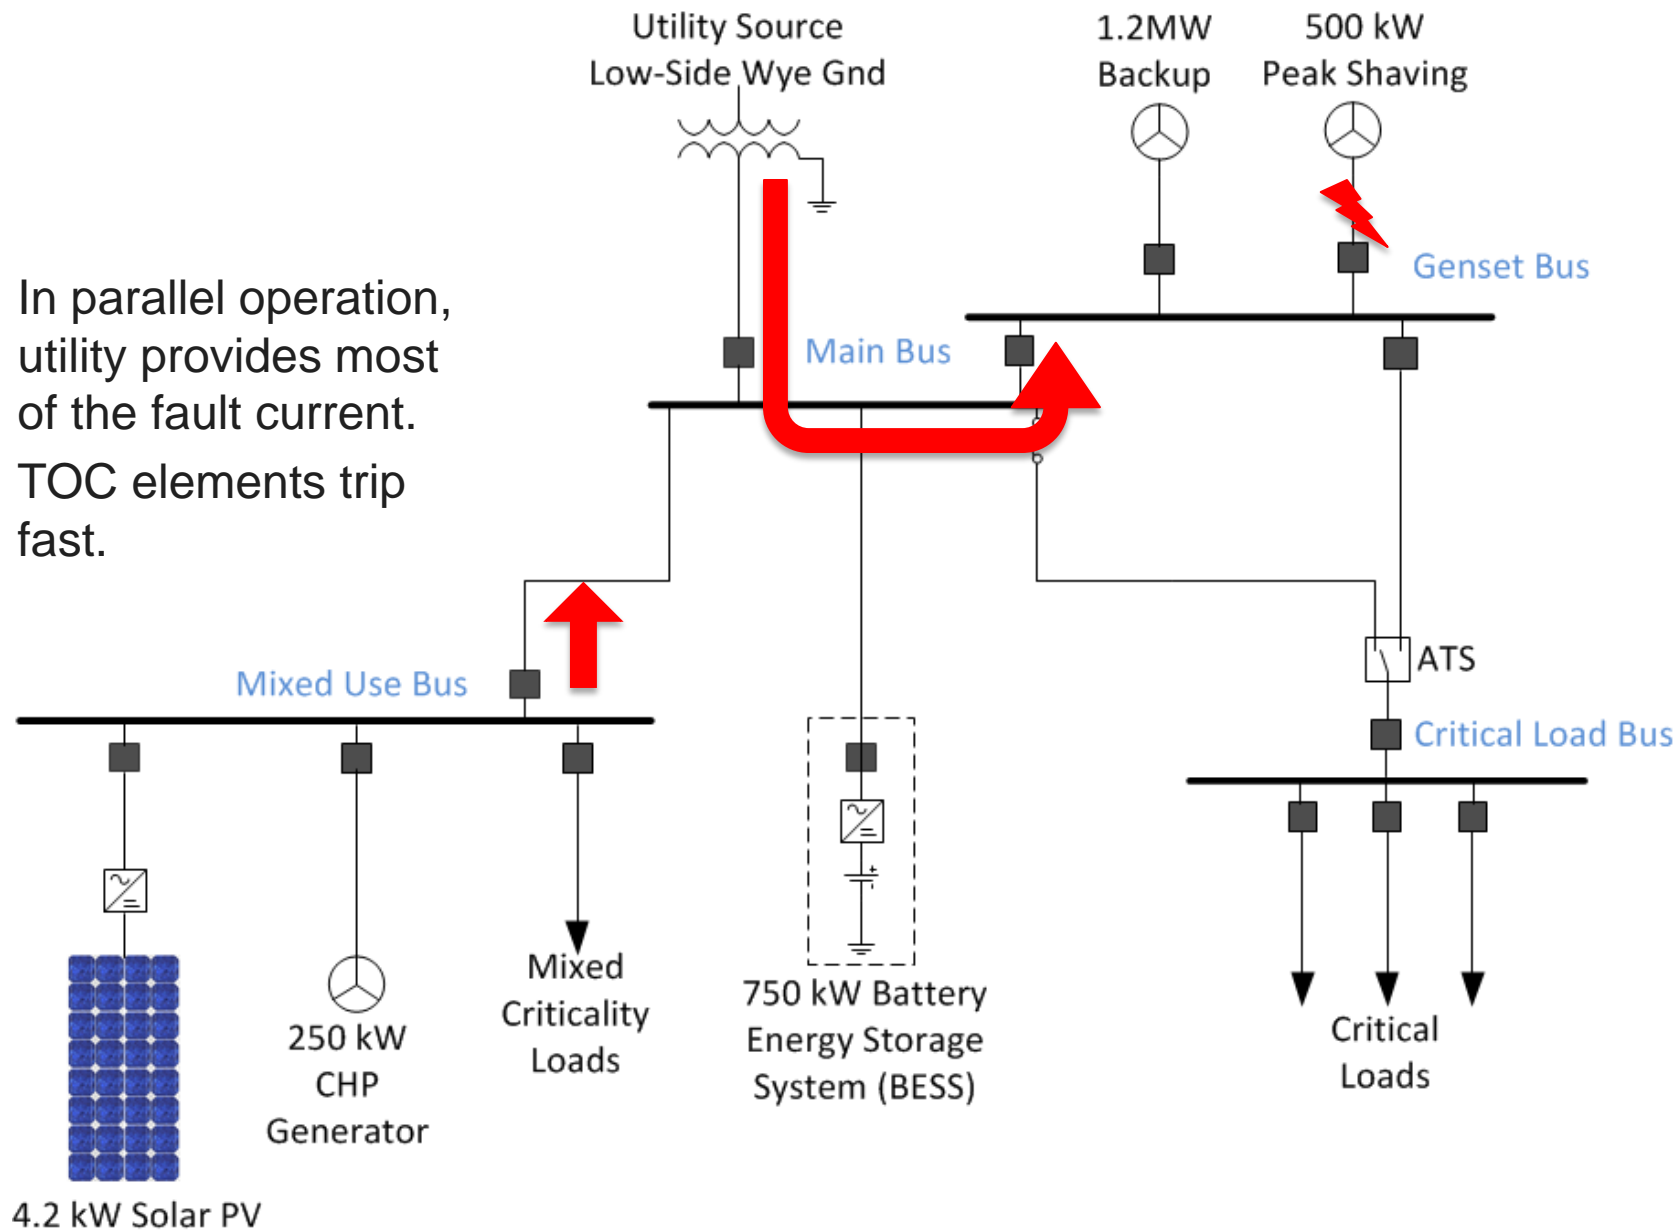 Utility Source
Low-Side Wye Gnd
1.2MW
Backup
500 kW
Peak Shaving
Genset Bus
In parallel operation,
utility provides most
of the fault current.
TOC elements trip
fast.
Main Bus
ATS
Mixed Use Bus
Critical Load Bus
Mixed
Criticality
Loads
750 kW Battery
Energy Storage
System (BESS)
250 kW
CHP
Generator
Critical
Loads
4.2 kW Solar PV